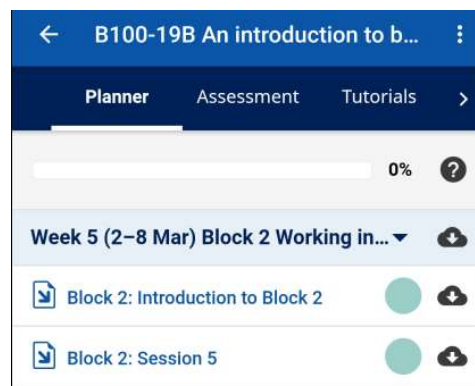 B100-19B An introduction to b...
Planner Assessment Tutorials
0%
Week 5 (2–8 Mar) Block 2 Working in...
Block 2: Introduction to Block 2
Block 2: Session 5